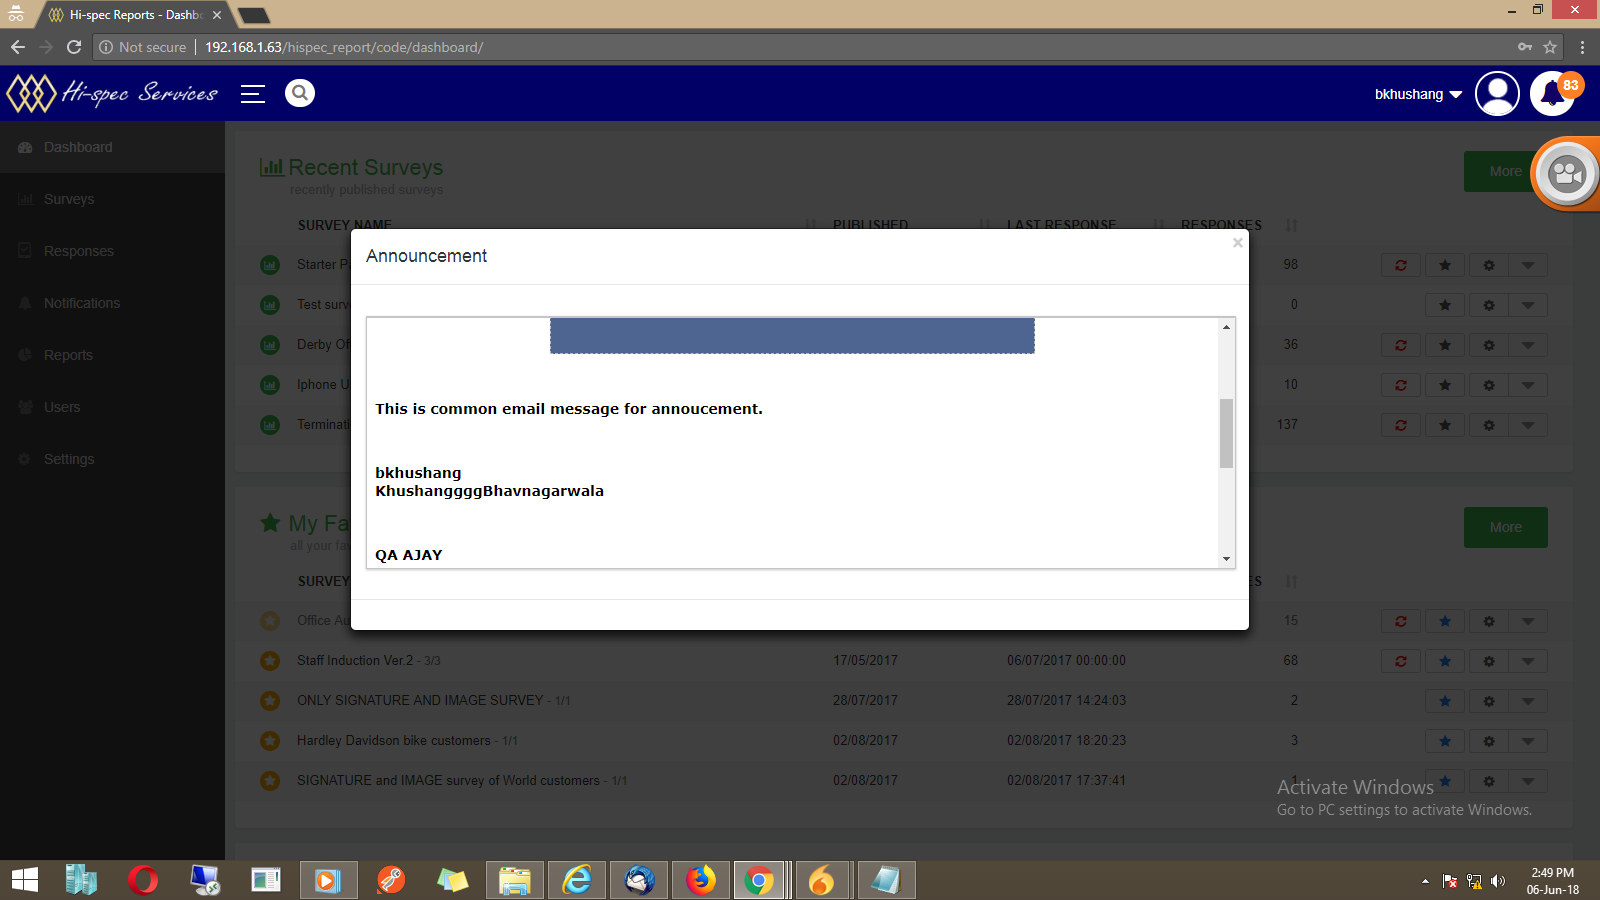 Hi-spec Reports - Dashb
Not secure
192.168.1.63/hispec_report/code/dashboard/
Hi-spec Services
bkhushang
83
Dashboard
Surveys
Responses
Notifications
Reports
Users
Settings
Recent Surveys
recently published surveys
More
SURVEY NAME
PUBLISHED
LAST RESPONSE
RESPONSES
Starter P
98
Test surv
0
Derby Of
36
Iphone U
10
Terminati
137
Announcement
×
This is common email message for annoucement.
bkhushang
KhushanggggBhavnagarwala
QA AJAY
My Fa
all your fav
More
SURVEY
ES
Office Au
15
Staff Induction Ver.2 - 3/3 17/05/2017 06/07/2017 00:00:00 68
ONLY SIGNATURE AND IMAGE SURVEY - 1/1 28/07/2017 28/07/2017 14:24:03 2
Hardley Davidson bike customers - 1/1 02/08/2017 02/08/2017 18:20:23 3
SIGNATURE and IMAGE survey of World customers - 1/1 02/08/2017 02/08/2017 17:37:41 1
Activate Windows
Go to PC settings to activate Windows.
2:49 PM
06-Jun-18